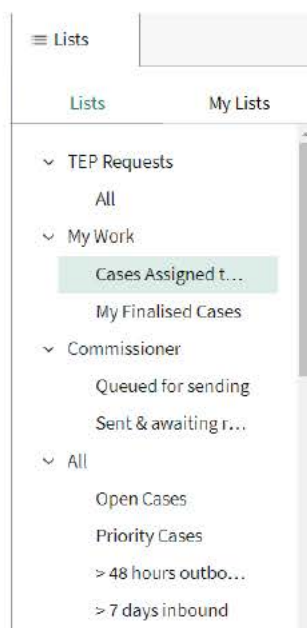 Lists
Lists My Lists
TEP Requests
All
My Work
Cases Assigned t...
My Finalised Cases
Commissioner
Queued for sending
Sent & awaiting r...
All
Open Cases
Priority Cases
> 48 hours outbo...
> 7 days inbound